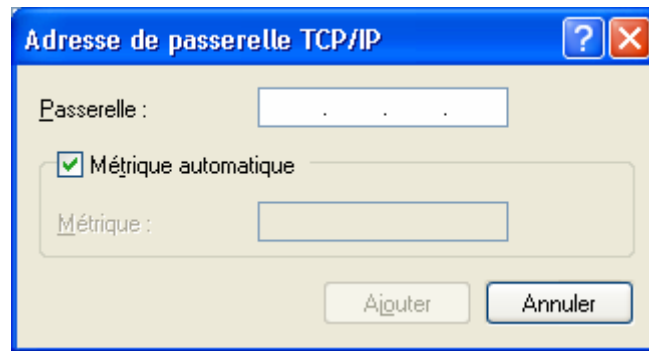 Adresse de passerelle TCP/IP
Passerelle :
. . .
Métrique automatique
Métrique :
Ajouter Annuler